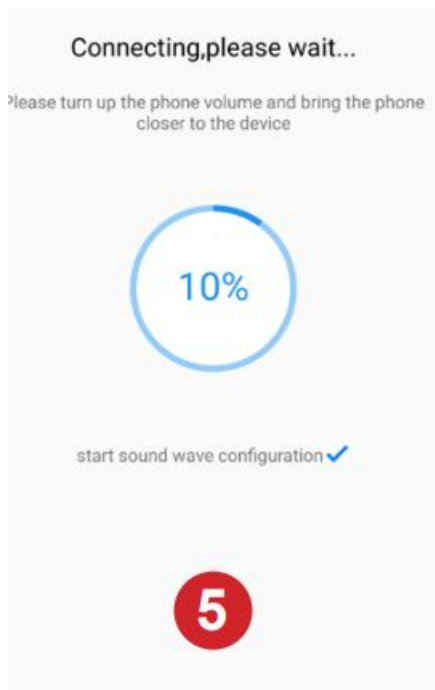 Connecting,please wait...
Please turn up the phone volume and bring the phone
closer to the device
10%
start sound wave configuration
5